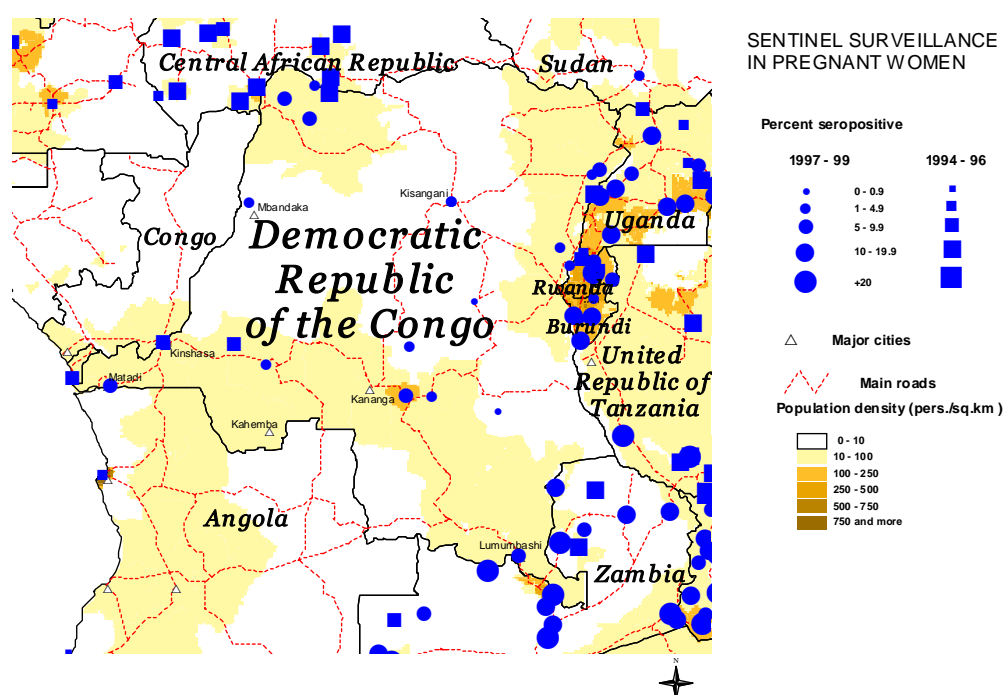 SENTINEL SURVEILLANCE
IN PREGNANT WOMEN
Percent seropositive
1997 - 99
1994 - 96
0 - 0.9
1 - 4.9
5 - 9.9
10 - 19.9
+20
Major cities
Main roads
Population density (pers./sq.km )
0 - 10
10 - 100
100 - 250
250 - 500
500 - 750
750 and more
Central African Republic
Sudan
Kisangani
Mbandaka
Congo
Democratic
Republic
of the Congo
Uganda
Rwanda
Burundi
United
Republic of
Tanzania
Kinshasa
Matadi
Kananga
Kahemba
Angola
Lumumbashi
Zambia
N